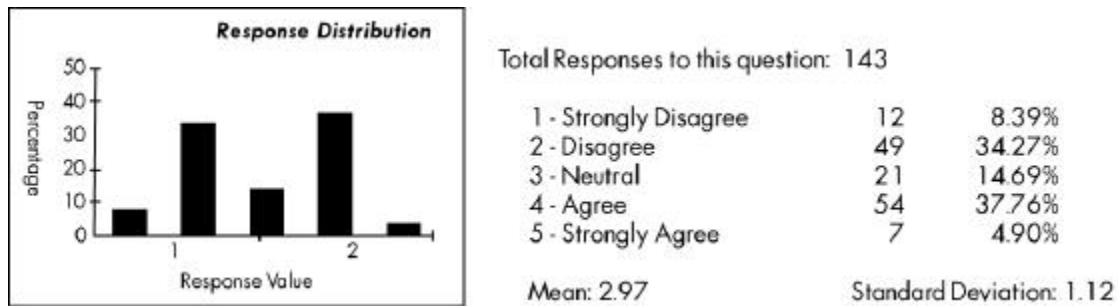 Response Distribution
50
40
30
20
10
0
Percentage
1
2
Response Value
Total Responses to this question: 143
1 - Strongly Disagree 12 8.39%
2 - Disagree 49 34.27%
3 - Neutral 21 14.69%
4 - Agree 54 37.76%
5 - Strongly Agree 7 4.90%
Mean: 2.97 Standard Deviation: 1.12